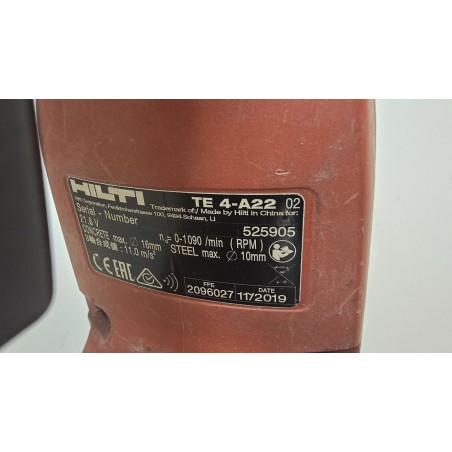 HILTI TE 4-A22 02
Hilti Corporation, Feldkircherstrasse 100, 9494 Schaan, LI
Trademark of / Made by Hilti in China for:
Serial - Number 525905
21.6 V n₀= 0-1090 /min (RPM)
CONCRETE max. ∅ 16mm STEEL max. ∅ 10mm
: 11.0 m/s²
CE EAC
FPE DATE
2096027 11/2019